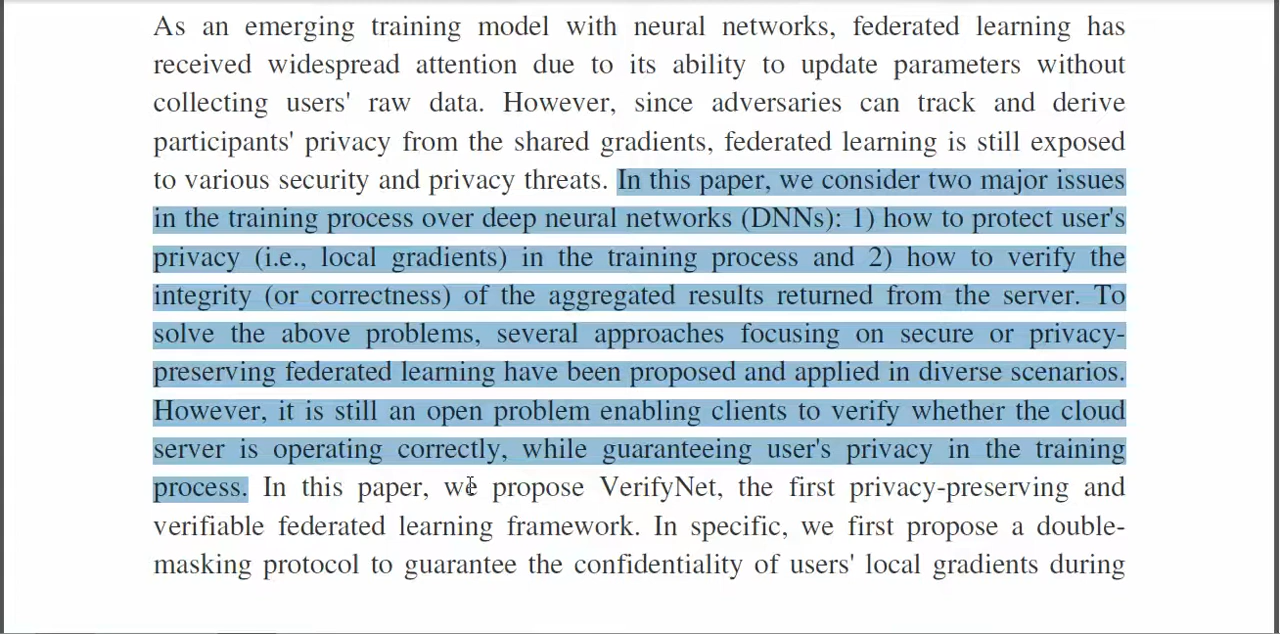 As an emerging training model with neural networks, federated learning has
received widespread attention due to its ability to update parameters without
collecting users' raw data. However, since adversaries can track and derive
participants' privacy from the shared gradients, federated learning is still exposed
to various security and privacy threats. In this paper, we consider two major issues
in the training process over deep neural networks (DNNs): 1) how to protect user's
privacy (i.e., local gradients) in the training process and 2) how to verify the
integrity (or correctness) of the aggregated results returned from the server. To
solve the above problems, several approaches focusing on secure or privacy-
preserving federated learning have been proposed and applied in diverse scenarios.
However, it is still an open problem enabling clients to verify whether the cloud
server is operating correctly, while guaranteeing user's privacy in the training
process. In this paper, we propose VerifyNet, the first privacy-preserving and
verifiable federated learning framework. In specific, we first propose a double-
masking protocol to guarantee the confidentiality of users' local gradients during